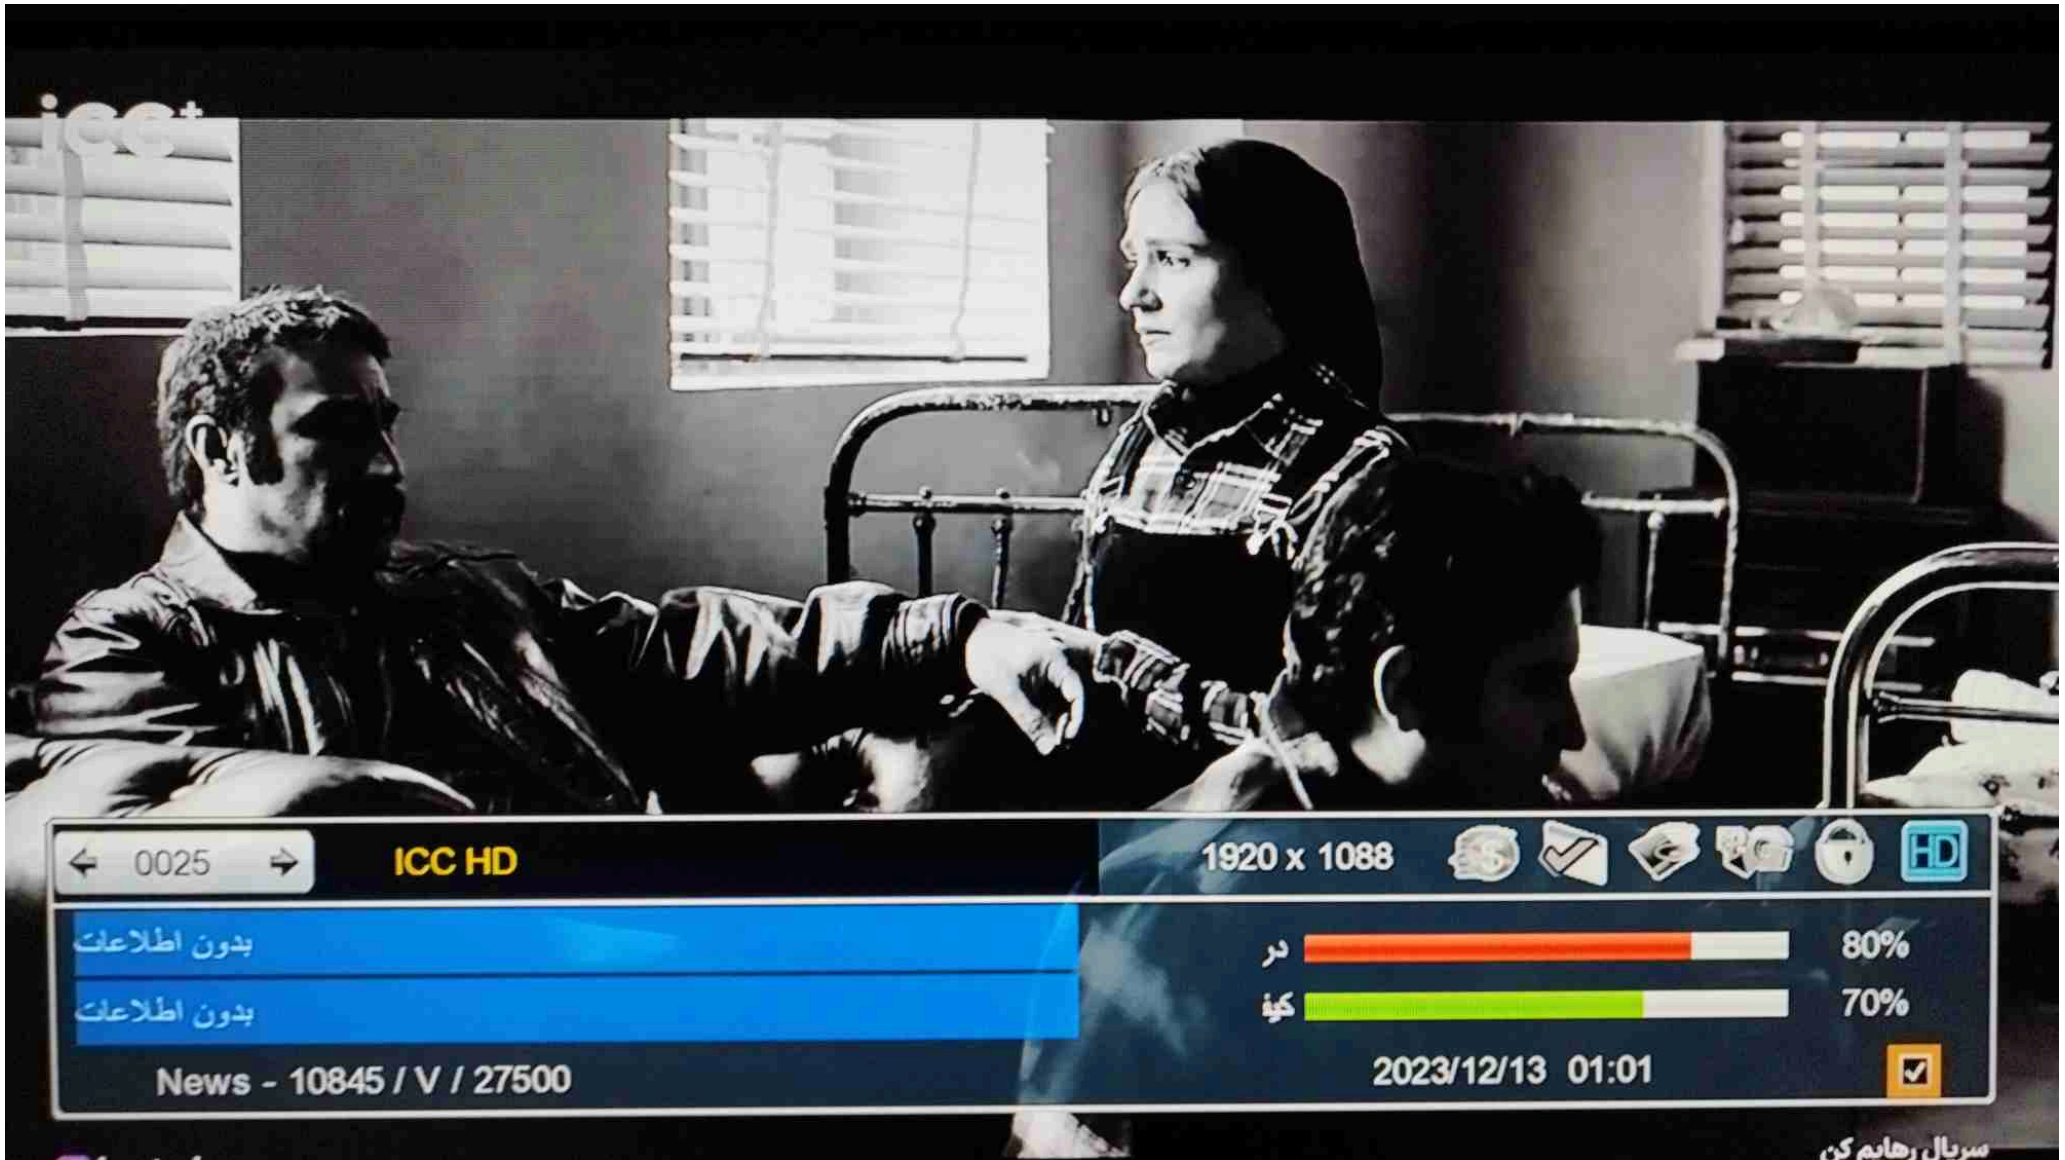 icc+
0025
ICC HD
1920 x 1088
HD
بدون اطلاعات
در
80%
بدون اطلاعات
کیف
70%
News - 10845 / V / 27500
2023/12/13 01:01
سریال رهایم کن